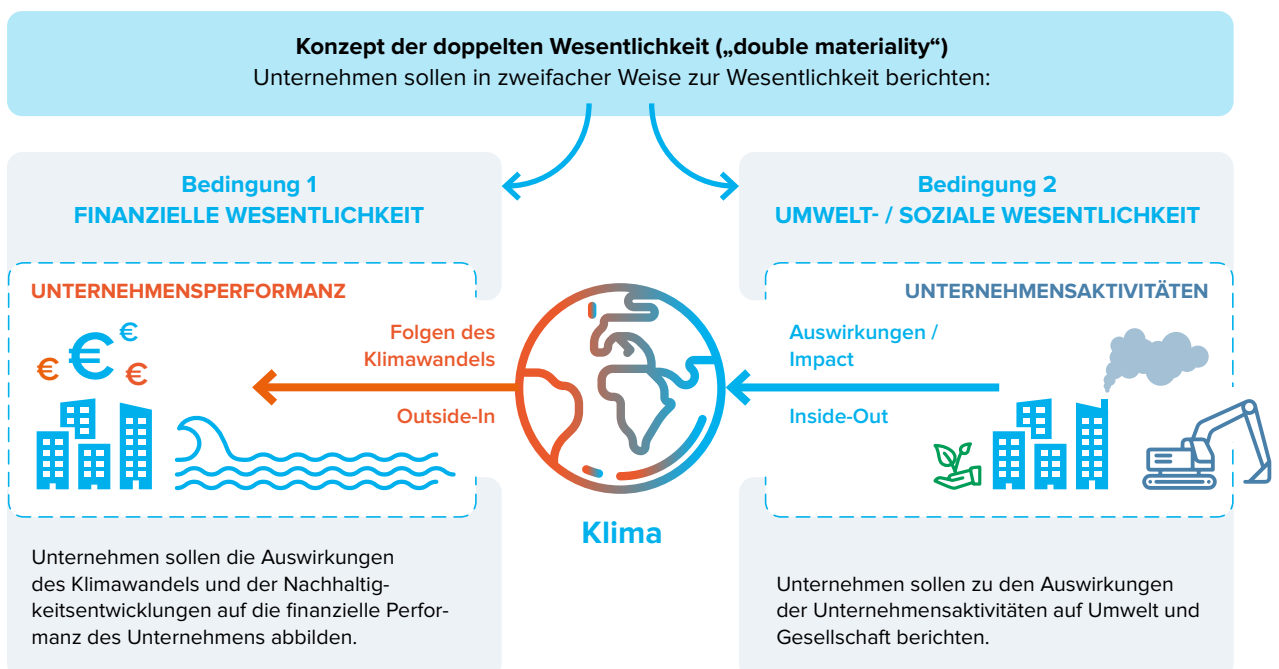 Konzept der doppelten Wesentlichkeit („double materiality“)
Unternehmen sollen in zweifacher Weise zur Wesentlichkeit berichten:
Bedingung 1
FINANZIELLE WESENTLICHKEIT
UNTERNEHMENSPERFORMANZ
€ € € €
Folgen des
Klimawandels
Outside-In
Unternehmen sollen die Auswirkungen
des Klimawandels und der Nachhaltig-
keitsentwicklungen auf die finanzielle Perfor-
manz des Unternehmens abbilden.
Klima
Bedingung 2
UMWELT- / SOZIALE WESENTLICHKEIT
UNTERNEHMENSAKTIVITÄTEN
Auswirkungen /
Impact
Inside-Out
Unternehmen sollen zu den Auswirkungen
der Unternehmensaktivitäten auf Umwelt und
Gesellschaft berichten.